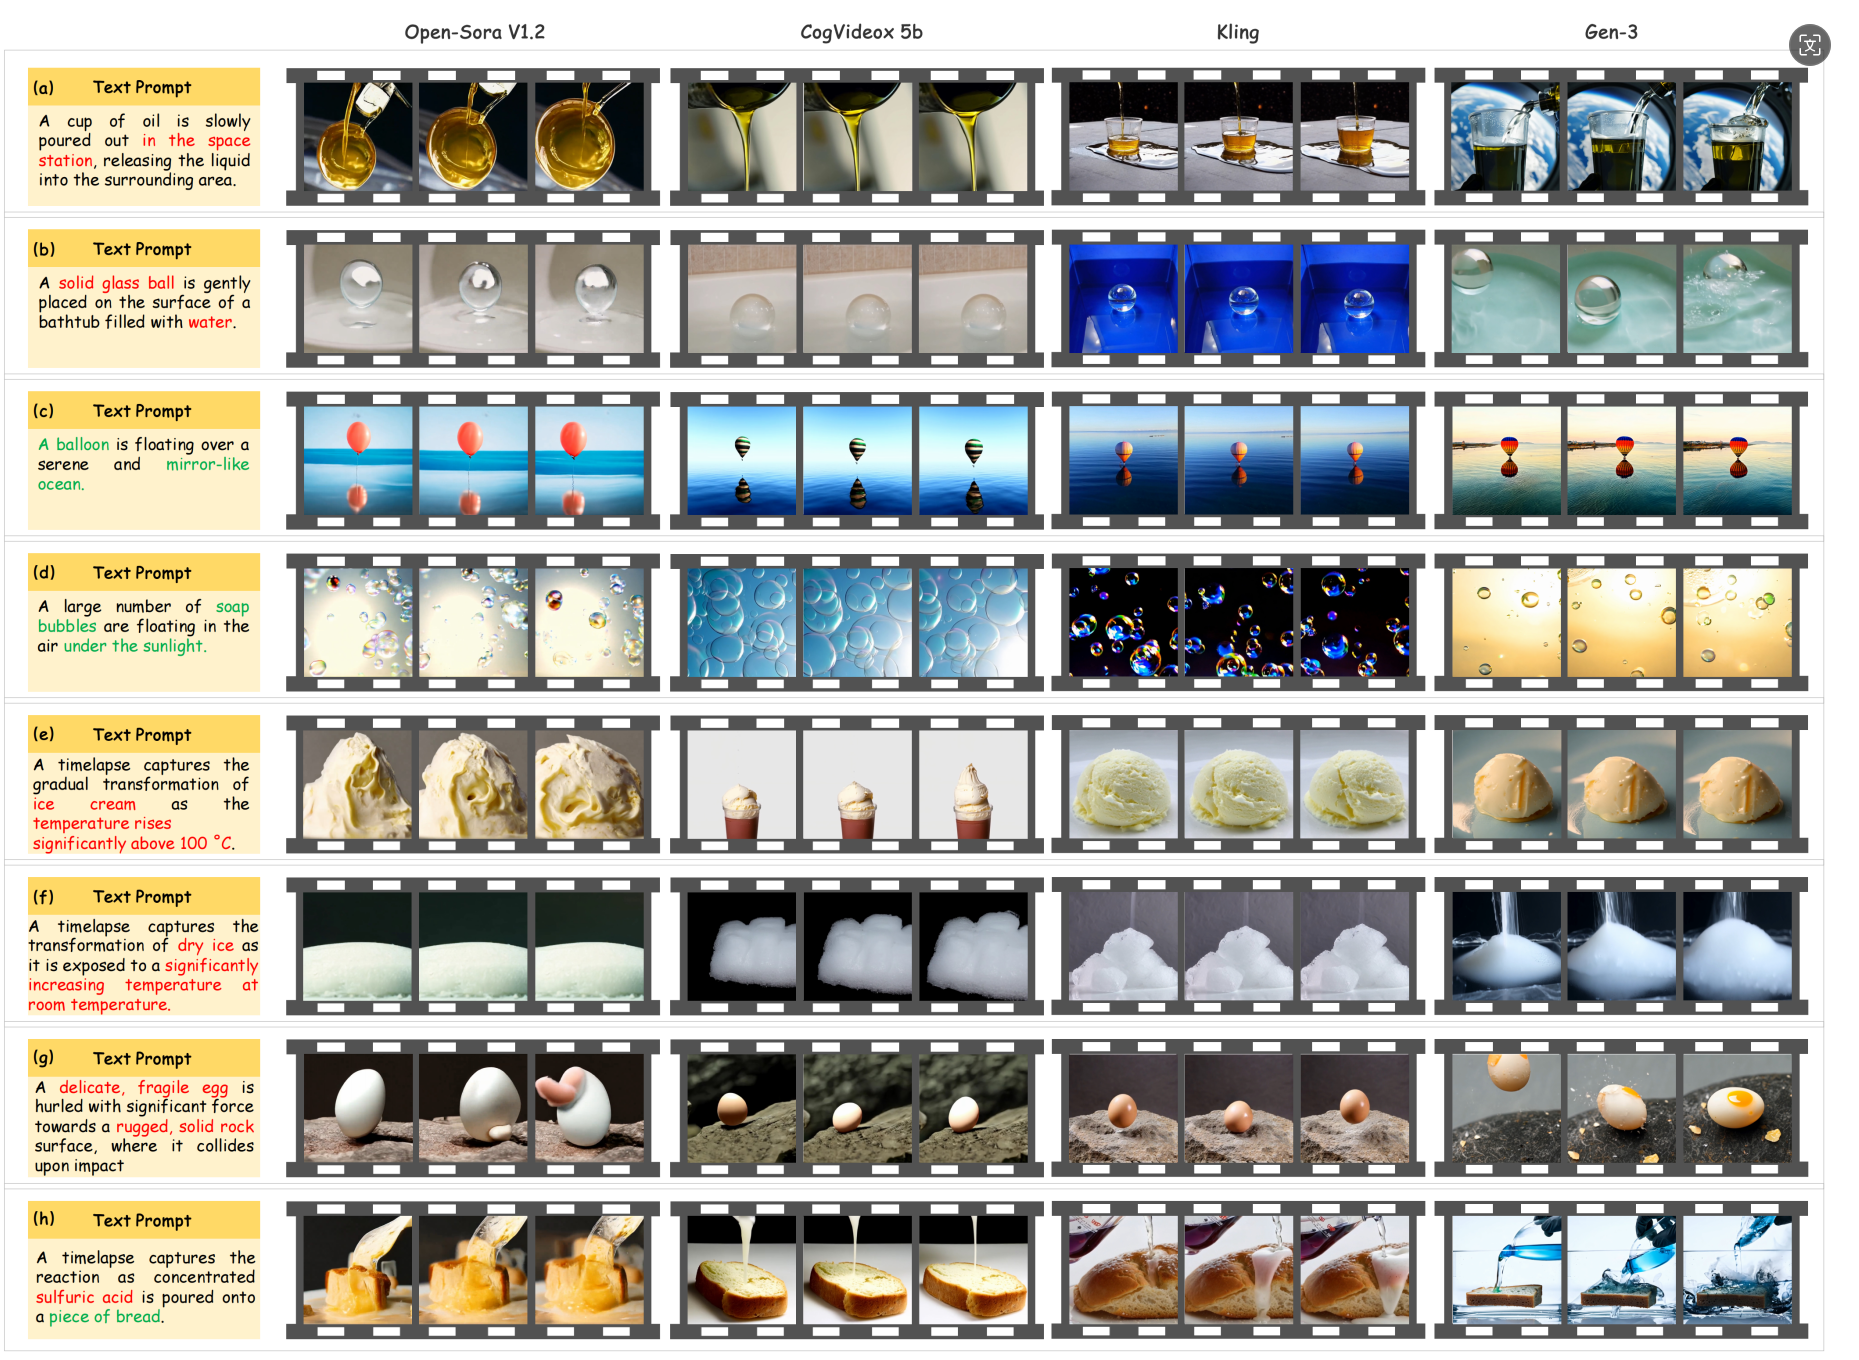 Open-Sora V1.2
CogVideox 5b
Kling
Gen-3
(a) Text Prompt
A cup of oil is slowly
poured out in the space
station, releasing the liquid
into the surrounding area.
(b) Text Prompt
A solid glass ball is gently
placed on the surface of a
bathtub filled with water.
(c) Text Prompt
A balloon is floating over a
serene and mirror-like
ocean.
(d) Text Prompt
A large number of soap
bubbles are floating in the
air under the sunlight.
(e) Text Prompt
A timelapse captures the
gradual transformation of
ice cream as the
temperature rises
significantly above 100 °C.
(f) Text Prompt
A timelapse captures the
transformation of dry ice as
it is exposed to a significantly
increasing temperature at
room temperature.
(g) Text Prompt
A delicate, fragile egg is
hurled with significant force
towards a rugged, solid rock
surface, where it collides
upon impact
(h) Text Prompt
A timelapse captures the
reaction as concentrated
sulfuric acid is poured onto
a piece of bread.